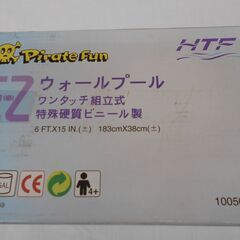 Pirate Fun
HTF
EZ
ウォールプール
ワンタッチ組立式
特殊硬質ビニール製
6 FT.X15 IN.(±) 183cmX38cm(±)
4+
1005